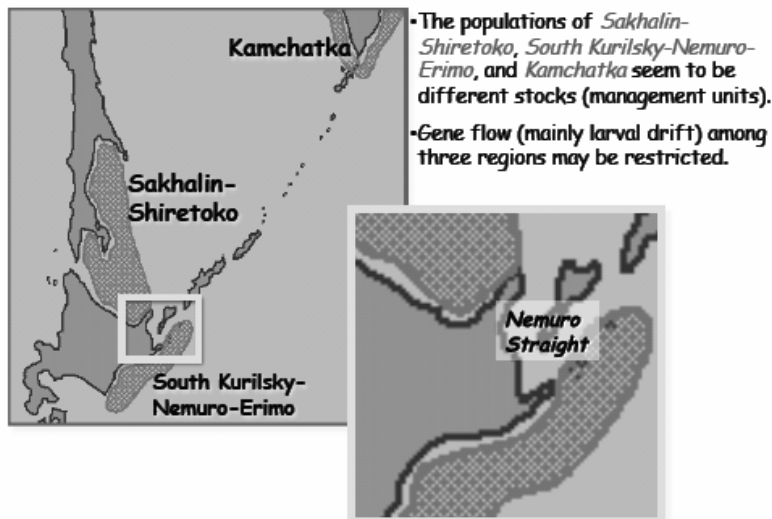 Kamchatka
Sakhalin-
Shiretoko
South Kurilsky-
Nemuro-Erimo
•The populations of Sakhalin-
Shiretoko, South Kurilsky-Nemuro-
Erimo, and Kamchatka seem to be
different stocks (management units).
•Gene flow (mainly larval drift) among
three regions may be restricted.
Nemuro
Straight